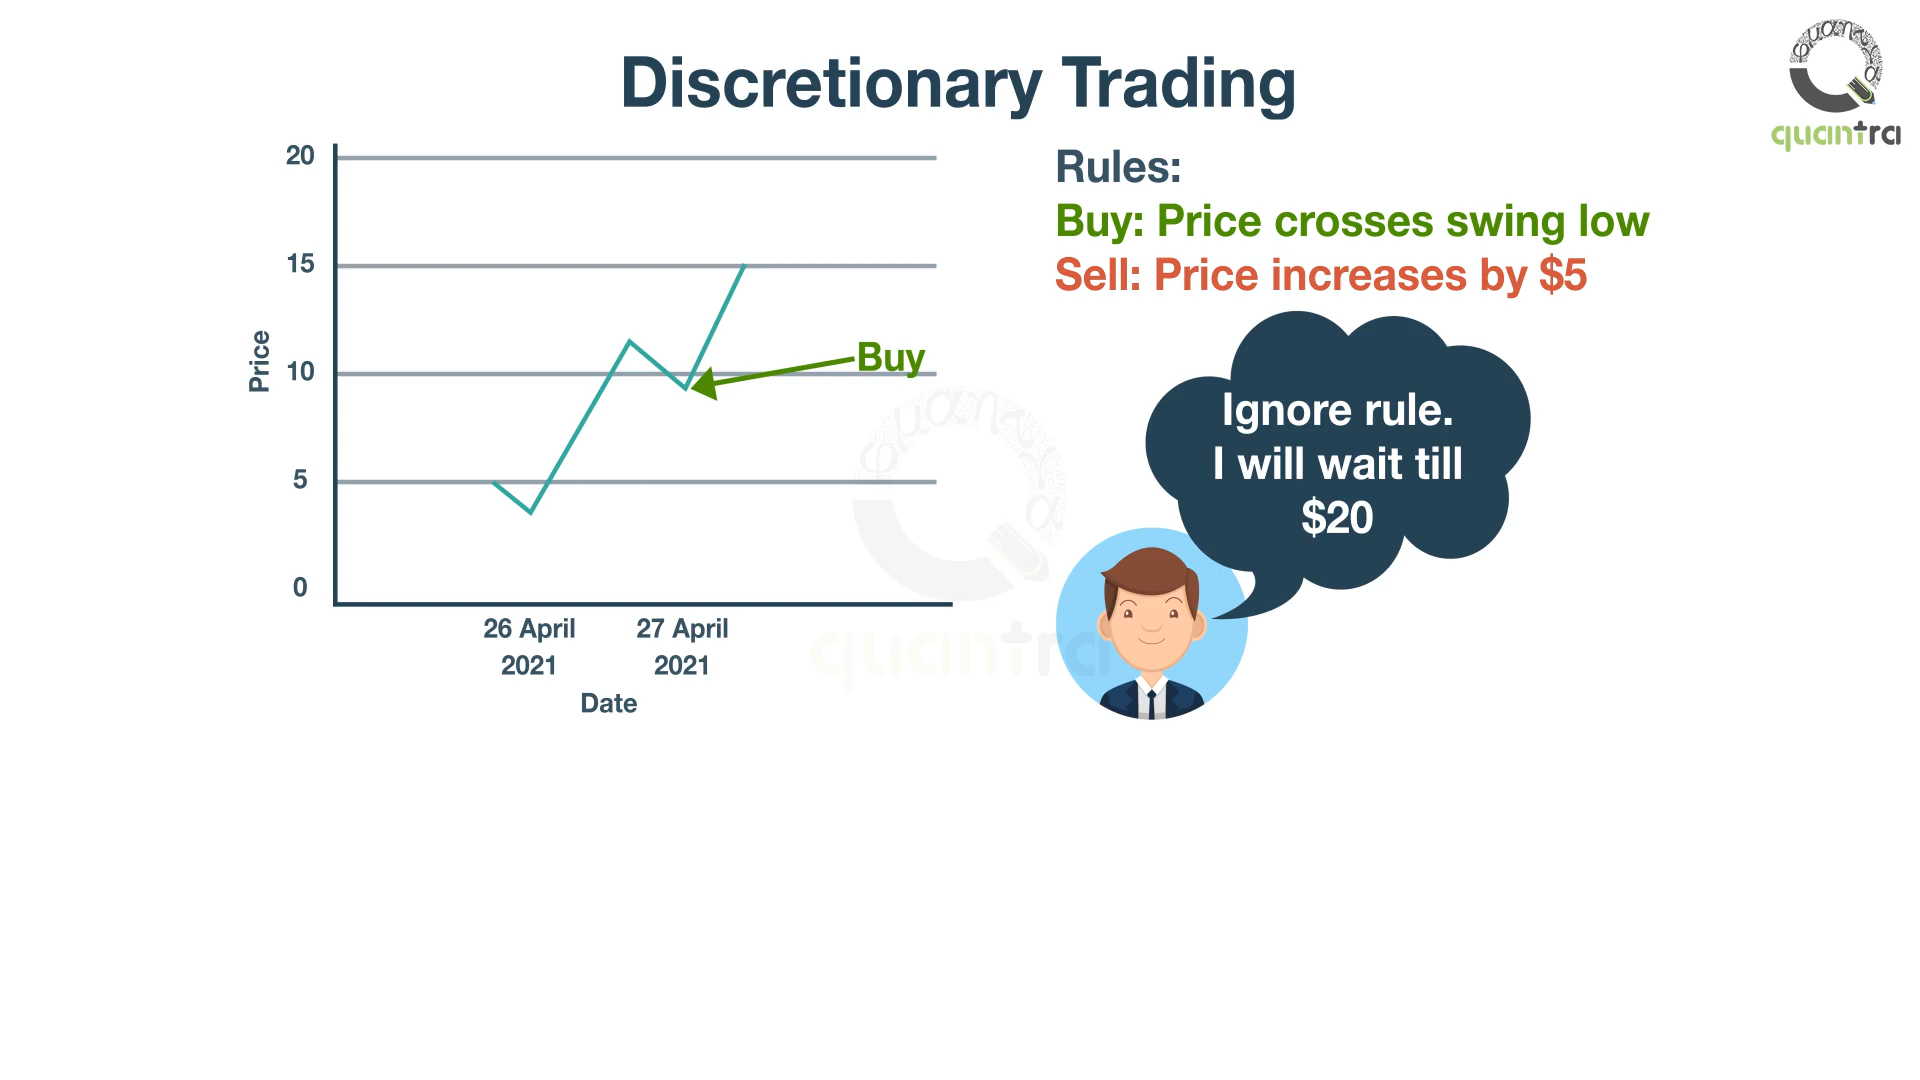 Discretionary Trading
quantra
20
15
10
5
0
Price
Buy
26 April
2021
27 April
2021
Date
Rules:
Buy: Price crosses swing low
Sell: Price increases by $5
Ignore rule.
I will wait till
$20
quantra